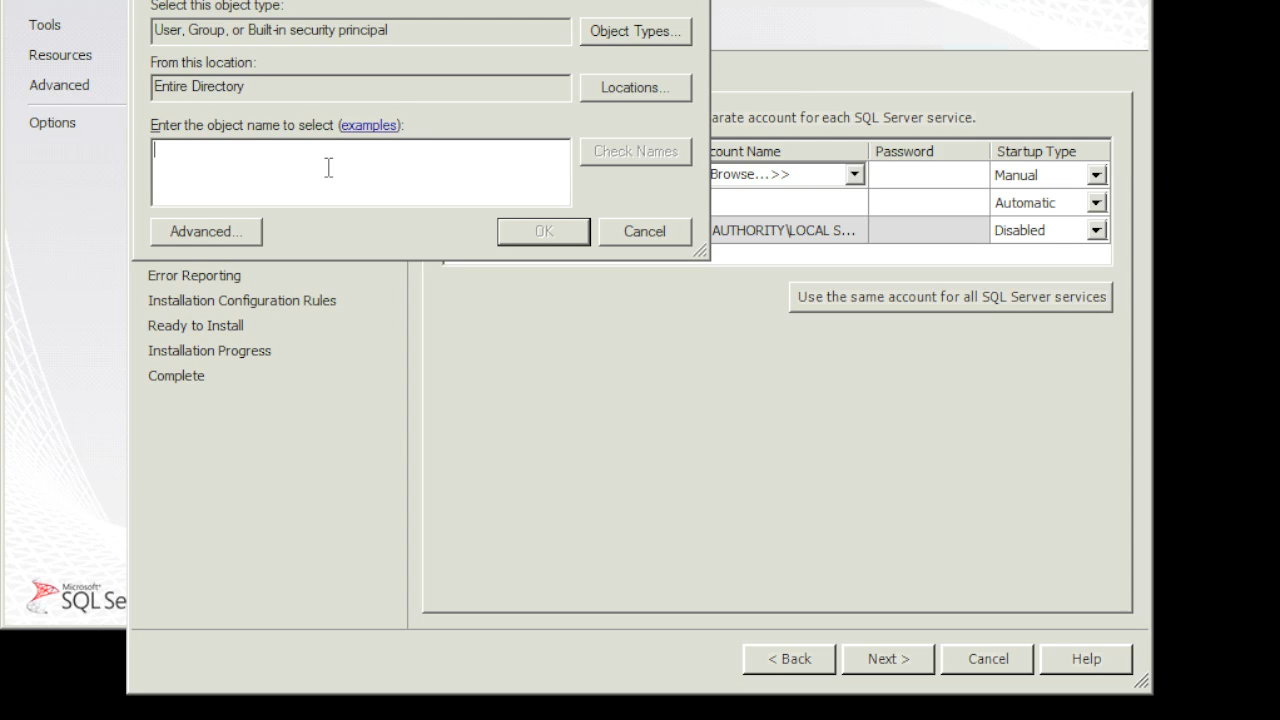 Select this object type:
Tools
User, Group, or Built-in security principal
Object Types...
Resources
From this location:
Advanced
Entire Directory
Locations...
Options
Enter the object name to select (examples):
Check Names
Advanced...
OK
Cancel
arate account for each SQL Server service.
count Name Password Startup Type
Browse...>> Manual
Automatic
AUTHORITY\LOCAL S... Disabled
Use the same account for all SQL Server services
Error Reporting
Installation Configuration Rules
Ready to Install
Installation Progress
Complete
Microsoft
SQL Se
< Back Next > Cancel Help